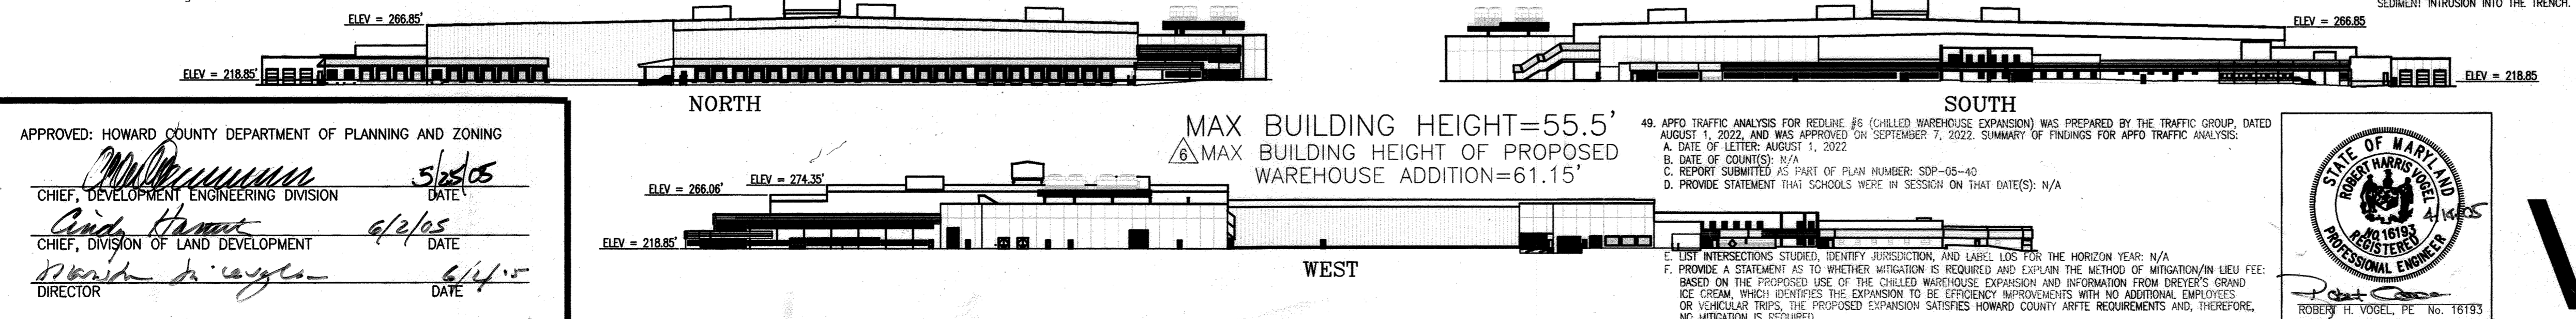 SEDIMENT INTRUSION INTO THE TRENCH.
ELEV = 266.85'
ELEV = 218.85'
NORTH
ELEV = 266.85
ELEV = 218.85
SOUTH
APPROVED: HOWARD COUNTY DEPARTMENT OF PLANNING AND ZONING
5/25/05
CHIEF, DEVELOPMENT ENGINEERING DIVISION DATE
Cindy 6/2/05
CHIEF, DIVISION OF LAND DEVELOPMENT DATE
DIRECTOR DATE
MAX BUILDING HEIGHT=55.5'
6 MAX BUILDING HEIGHT OF PROPOSED
WAREHOUSE ADDITION=61.15'
ELEV = 266.06'
ELEV = 274.35'
ELEV = 218.85'
WEST
49. APFO TRAFFIC ANALYSIS FOR REDLINE #6 (CHILLED WAREHOUSE EXPANSION) WAS PREPARED BY THE TRAFFIC GROUP, DATED
AUGUST 1, 2022, AND WAS APPROVED ON SEPTEMBER 7, 2022. SUMMARY OF FINDINGS FOR APFO TRAFFIC ANALYSIS:
A. DATE OF LETTER: AUGUST 1, 2022
B. DATE OF COUNT(S): N/A
C. REPORT SUBMITTED AS PART OF PLAN NUMBER: SDP-05-40
D. PROVIDE STATEMENT THAT SCHOOLS WERE IN SESSION ON THAT DATE(S): N/A
E. LIST INTERSECTIONS STUDIED, IDENTIFY JURISDICTION, AND LABEL LOS FOR THE HORIZON YEAR: N/A
F. PROVIDE A STATEMENT AS TO WHETHER MITIGATION IS REQUIRED AND EXPLAIN THE METHOD OF MITIGATION/IN LIEU FEE:
BASED ON THE PROPOSED USE OF THE CHILLED WAREHOUSE EXPANSION AND INFORMATION FROM DREYER'S GRAND
ICE CREAM, WHICH IDENTIFIES THE EXPANSION TO BE EFFICIENCY IMPROVEMENTS WITH NO ADDITIONAL EMPLOYEES
OR VEHICULAR TRIPS, THE PROPOSED EXPANSION SATISFIES HOWARD COUNTY ARFTE REQUIREMENTS AND, THEREFORE,
NO MITIGATION IS REQUIRED
STATE OF MARYLAND
ROBERT HARRIS VOGEL
NO. 16193
REGISTERED
PROFESSIONAL ENGINEER
ROBERT H. VOGEL, PE No. 16193